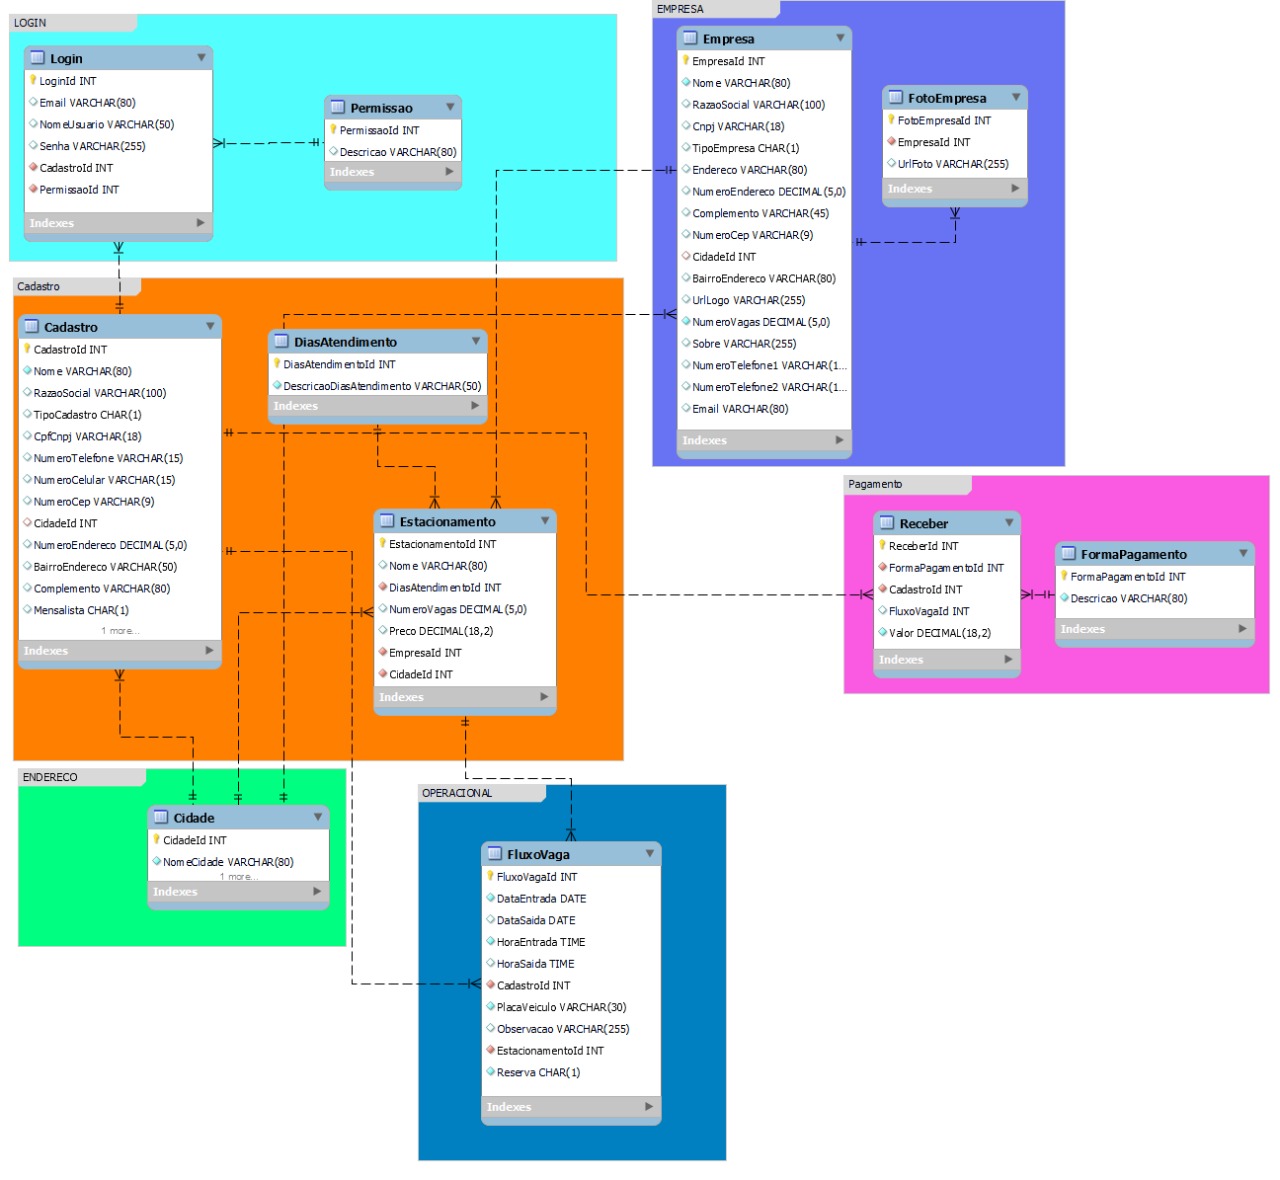 LOGIN
Login
LoginId INT
Email VARCHAR(80)
NomeUsuario VARCHAR(50)
Senha VARCHAR(255)
CadastroId INT
PermissaoId INT
Indexes
Permissao
PermissaoId INT
Descricao VARCHAR(80)
Indexes
EMPRESA
Empresa
EmpresaId INT
Nome VARCHAR(80)
RazaoSocial VARCHAR(100)
Cnpj VARCHAR(18)
TipoEmpresa CHAR(1)
Endereco VARCHAR(80)
NumeroEndereco DECIMAL(5,0)
Complemento VARCHAR(45)
NumeroCep VARCHAR(9)
CidadeId INT
BairroEndereco VARCHAR(80)
UrlLogo VARCHAR(255)
NumeroVagas DECIMAL(5,0)
Sobre VARCHAR(255)
NumeroTelefone1 VARCHAR(1...
NumeroTelefone2 VARCHAR(1...
Email VARCHAR(80)
Indexes
FotoEmpresa
FotoEmpresaId INT
EmpresaId INT
UrlFoto VARCHAR(255)
Indexes
Cadastro
Cadastro
CadastroId INT
Nome VARCHAR(80)
RazaoSocial VARCHAR(100)
TipoCadastro CHAR(1)
CpfCnpj VARCHAR(18)
NumeroTelefone VARCHAR(15)
NumeroCelular VARCHAR(15)
NumeroCep VARCHAR(9)
CidadeId INT
NumeroEndereco DECIMAL(5,0)
BairroEndereco VARCHAR(50)
Complemento VARCHAR(80)
Mensalista CHAR(1)
1 more...
Indexes
DiasAtendimento
DiasAtendimentoId INT
DescricaoDiasAtendimento VARCHAR(50)
Indexes
Estacionamento
EstacionamentoId INT
Nome VARCHAR(80)
DiasAtendimentoId INT
NumeroVagas DECIMAL(5,0)
Preco DECIMAL(18,2)
EmpresaId INT
CidadeId INT
Indexes
Pagamento
Receber
ReceberId INT
FormaPagamentoId INT
CadastroId INT
FluxoVagaId INT
Valor DECIMAL(18,2)
Indexes
FormaPagamento
FormaPagamentoId INT
Descricao VARCHAR(80)
Indexes
ENDERECO
Cidade
CidadeId INT
NomeCidade VARCHAR(80)
1 more...
Indexes
OPERACIONAL
FluxoVaga
FluxoVagaId INT
DataEntrada DATE
DataSaida DATE
HoraEntrada TIME
HoraSaida TIME
CadastroId INT
PlacaVeiculo VARCHAR(30)
Observacao VARCHAR(255)
EstacionamentoId INT
Reserva CHAR(1)
Indexes